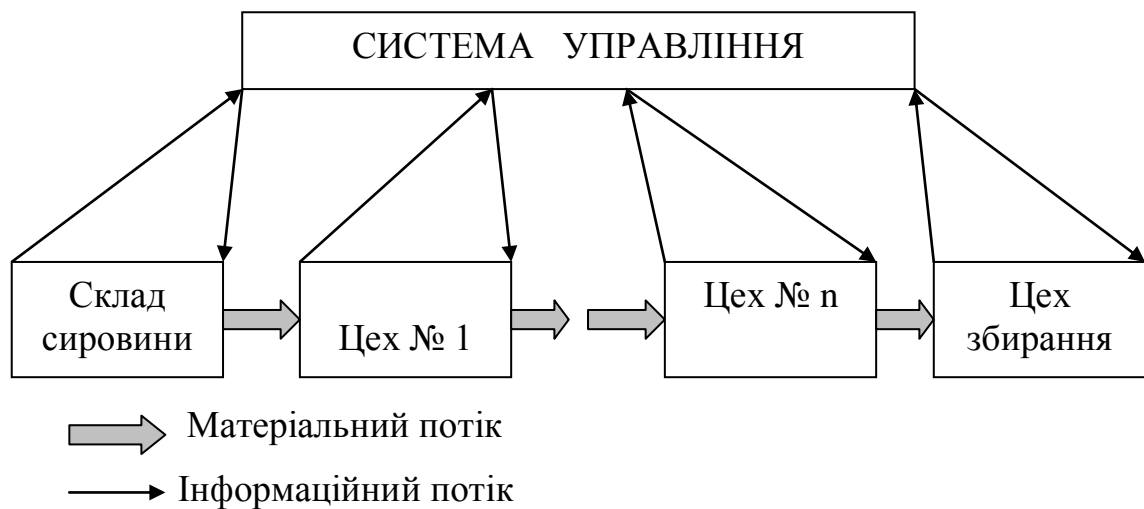 СИСТЕМА УПРАВЛІННЯ
Склад
сировини
Цех № 1
Цех № n
Цех
збирання
Матеріальний потік
Інформаційний потік